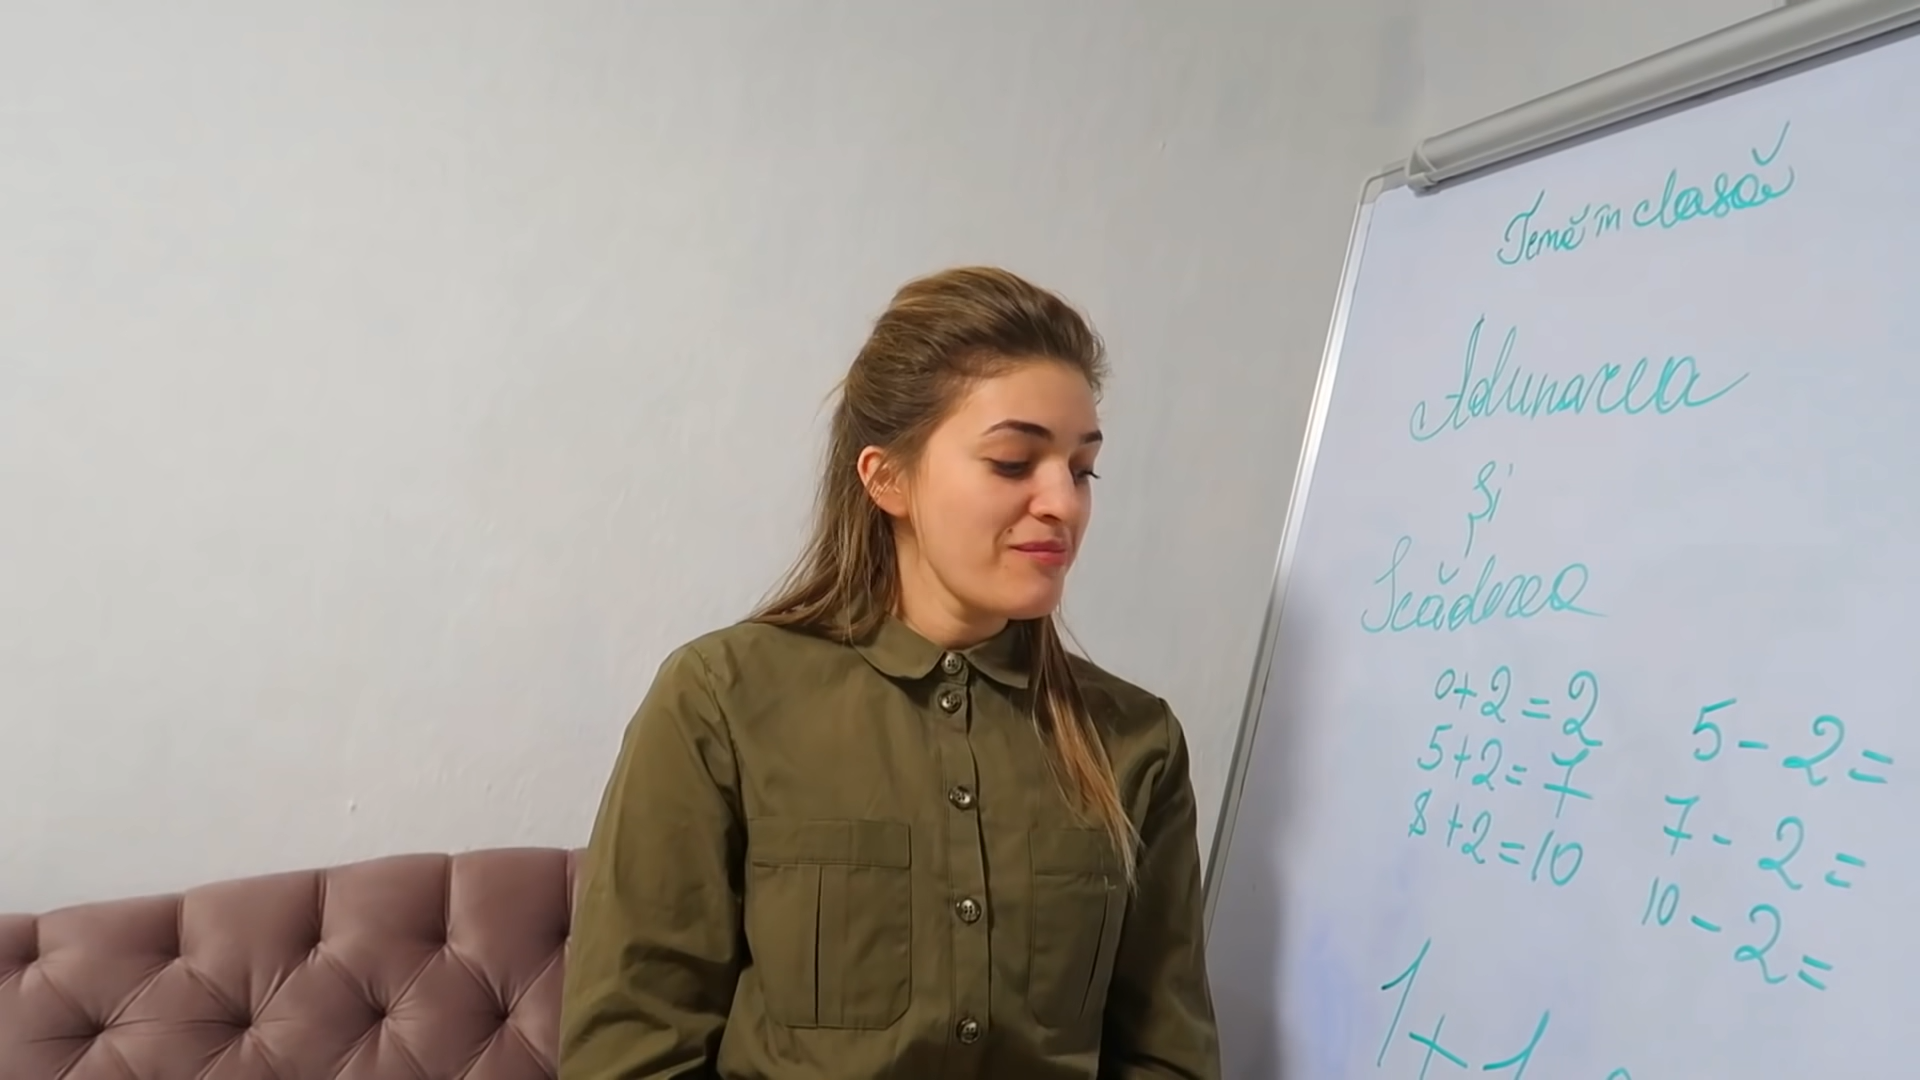 Temă în clasă
Adunarea
și
Scăderea
0+2=2
5+2=7
8+2=10
5-2=
7-2=
10-2=
1+1